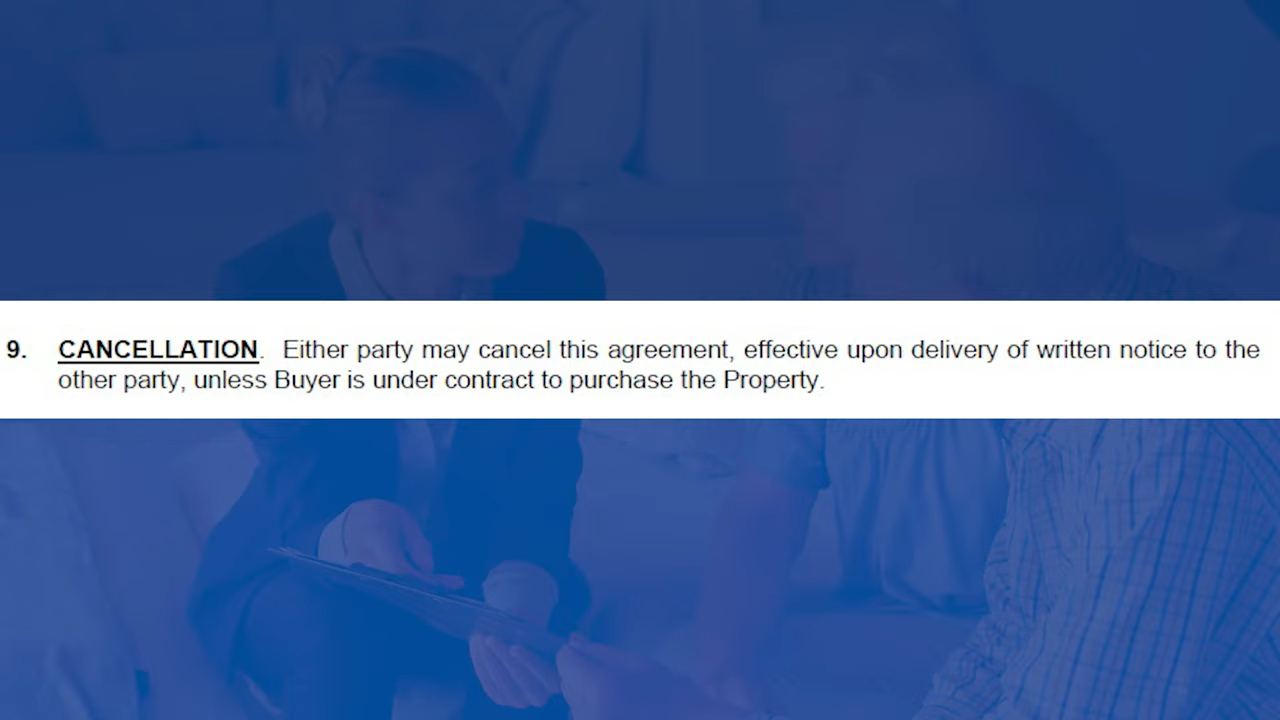 9. CANCELLATION. Either party may cancel this agreement, effective upon delivery of written notice to the
other party, unless Buyer is under contract to purchase the Property.